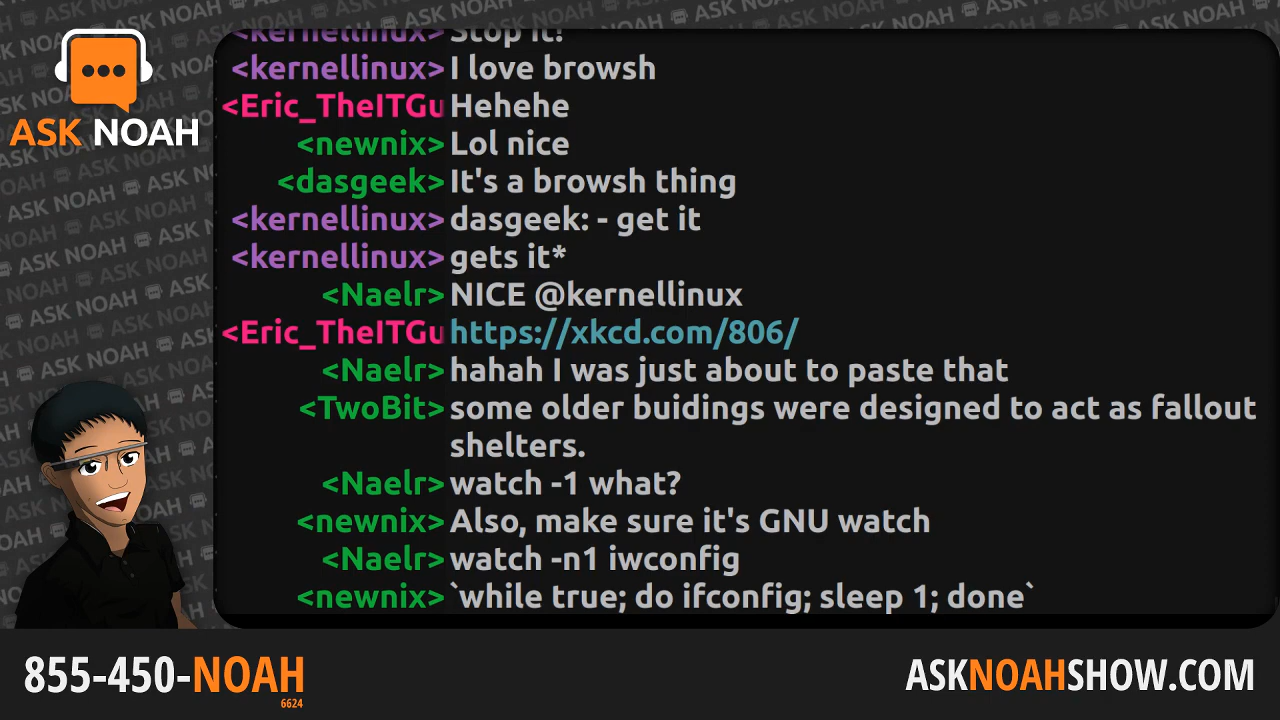 <kernellinux> Stop it!
<kernellinux> I love browsh
<Eric_TheITGu Hehehe
<newnix> Lol nice
<dasgeek> It's a browsh thing
<kernellinux> dasgeek: - get it
<kernellinux> gets it*
<Naelr> NICE @kernellinux
<Eric_TheITGu https://xkcd.com/806/
<Naelr> hahah I was just about to paste that
<TwoBit> some older buidings were designed to act as fallout
shelters.
<Naelr> watch -1 what?
<newnix> Also, make sure it's GNU watch
<Naelr> watch -n1 iwconfig
<newnix> `while true; do ifconfig; sleep 1; done`
ASK NOAH
855-450-NOAH
6624
ASKNOAHSHOW.COM